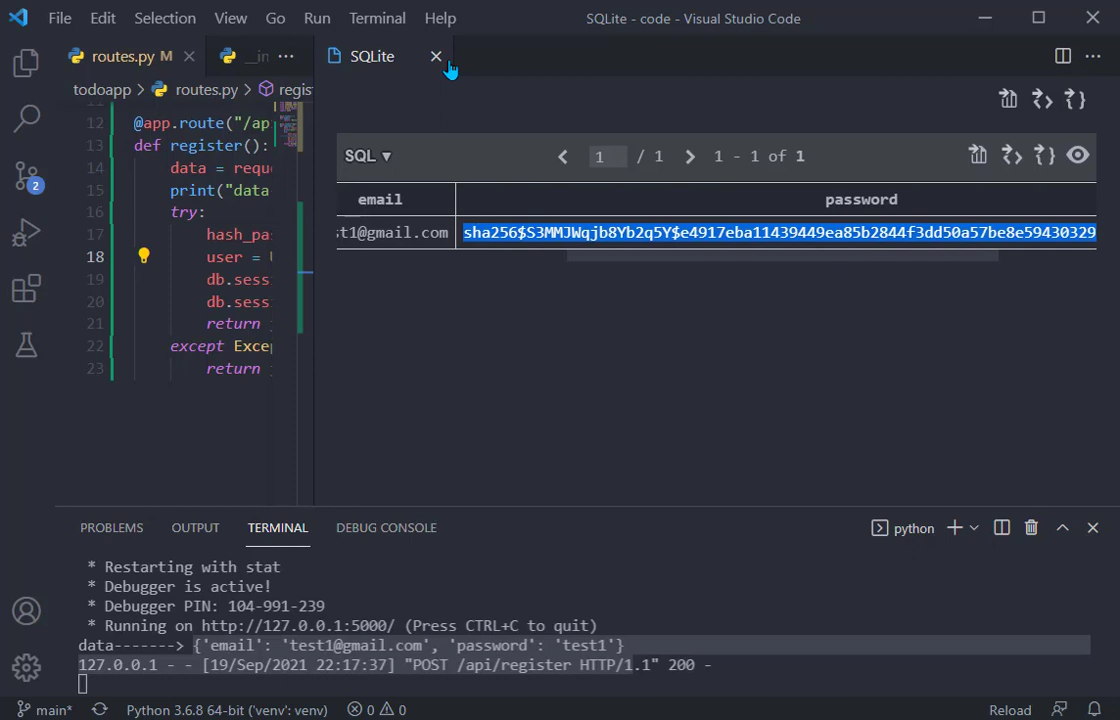 File Edit Selection View Go Run Terminal Help SQLite - code - Visual Studio Code
routes.py M
SQLite
todoapp > routes.py > regis
SQL ▾ 1 / 1 1 - 1 of 1
email password
st1@gmail.com sha256$S3MMJWqjb8Yb2q5Y$e4917eba11439449ea85b2844f3dd50a57be8e59430329
12 @app.route("/ap
13 def register():
14 data = requ
15 print("data
16 try:
17 hash_pas
18 user =
19 db.sess
20 db.sess
21 return
22 except Excep
23 return
2
PROBLEMS OUTPUT TERMINAL DEBUG CONSOLE python
* Restarting with stat
* Debugger is active!
* Debugger PIN: 104-991-239
* Running on http://127.0.0.1:5000/ (Press CTRL+C to quit)
data-------> {'email': 'test1@gmail.com', 'password': 'test1'}
127.0.0.1 - - [19/Sep/2021 22:17:37] "POST /api/register HTTP/1.1" 200 -
main* Python 3.6.8 64-bit ('venv': venv) 0 0 Reload